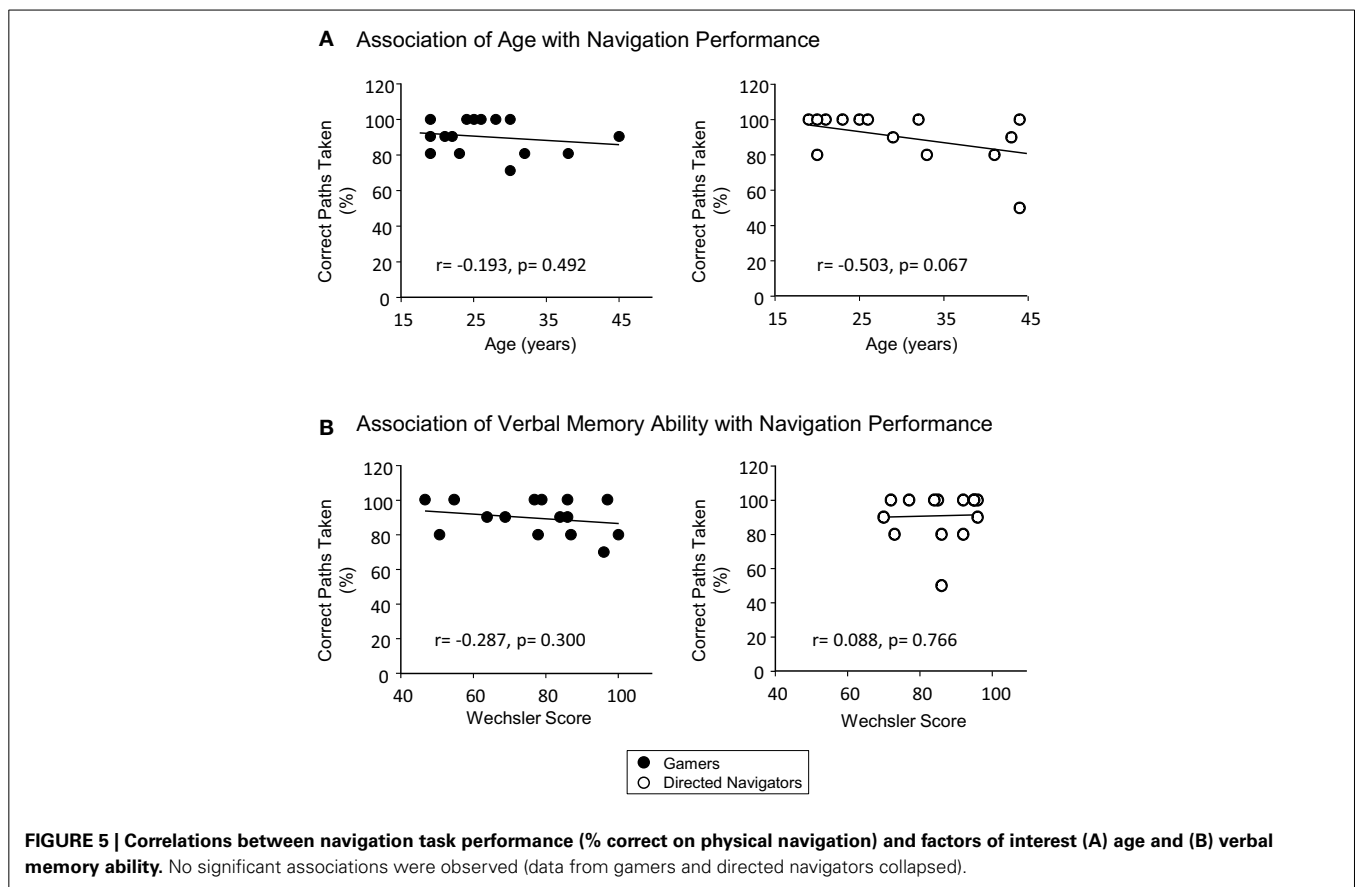 A Association of Age with Navigation Performance
120
100
80
60
40
20
0
Correct Paths Taken
(%)
r= -0.193, p= 0.492
15 25 35 45
Age (years)
120
100
80
60
40
20
0
Correct Paths Taken
(%)
r= -0.503, p= 0.067
15 25 35 45
Age (years)
B Association of Verbal Memory Ability with Navigation Performance
120
100
80
60
40
20
0
Correct Paths Taken
(%)
r= -0.287, p= 0.300
40 60 80 100
Wechsler Score
120
100
80
60
40
20
0
Correct Paths Taken
(%)
r= 0.088, p= 0.766
40 60 80 100
Wechsler Score
Gamers
Directed Navigators
FIGURE 5 | Correlations between navigation task performance (% correct on physical navigation) and factors of interest (A) age and (B) verbal
memory ability. No significant associations were observed (data from gamers and directed navigators collapsed).